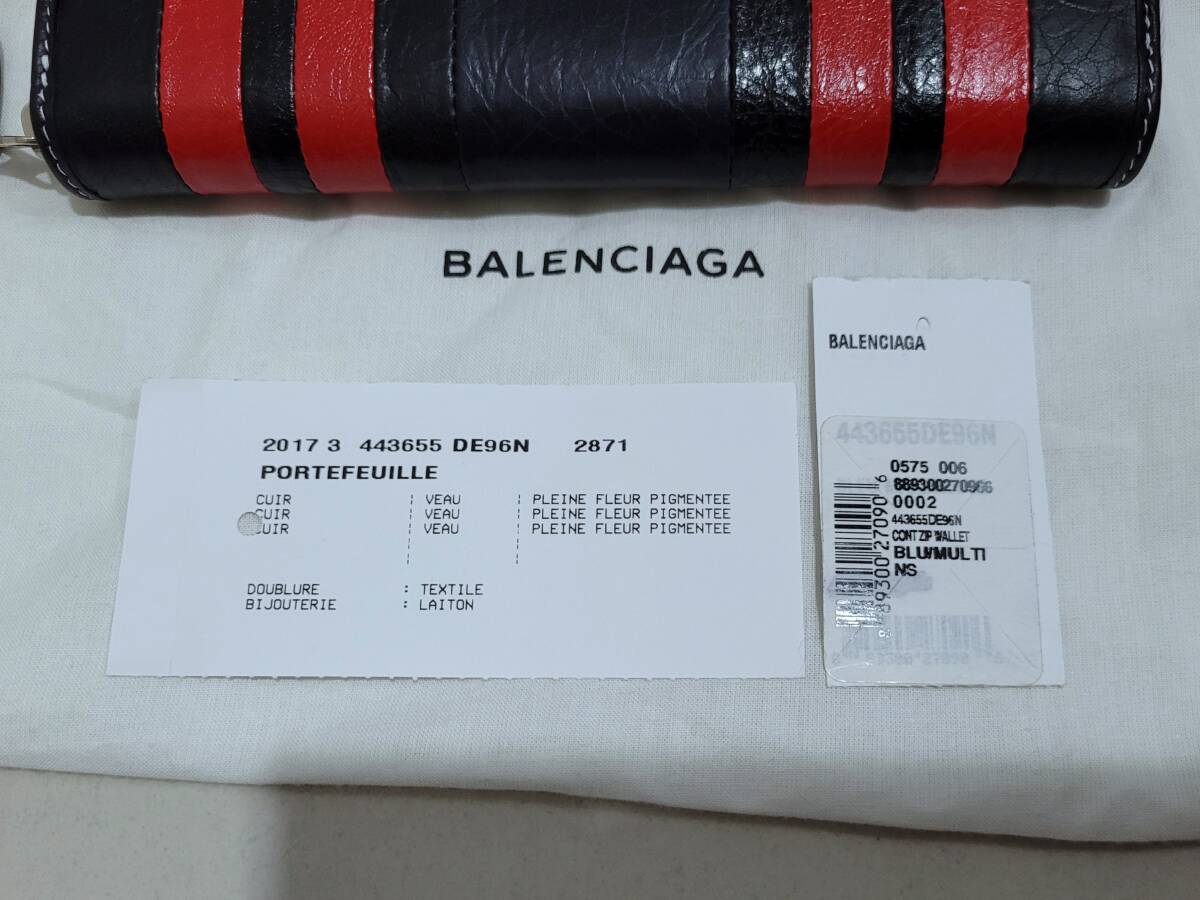 BALENCIAGA
2017 3 443655 DE96N 2871
PORTEFEUILLE
CUIR ¦ VEAU ¦ PLEINE FLEUR PIGMENTEE
CUIR ¦ VEAU ¦ PLEINE FLEUR PIGMENTEE
CUIR ¦ VEAU ¦ PLEINE FLEUR PIGMENTEE
DOUBLURE : TEXTILE
BIJOUTERIE : LAITON
BALENCIAGA
443655DE96N
0575 006
889300270966
0002
443655DE96N
CONT ZIP WALLET
BLU/MULTI
NS